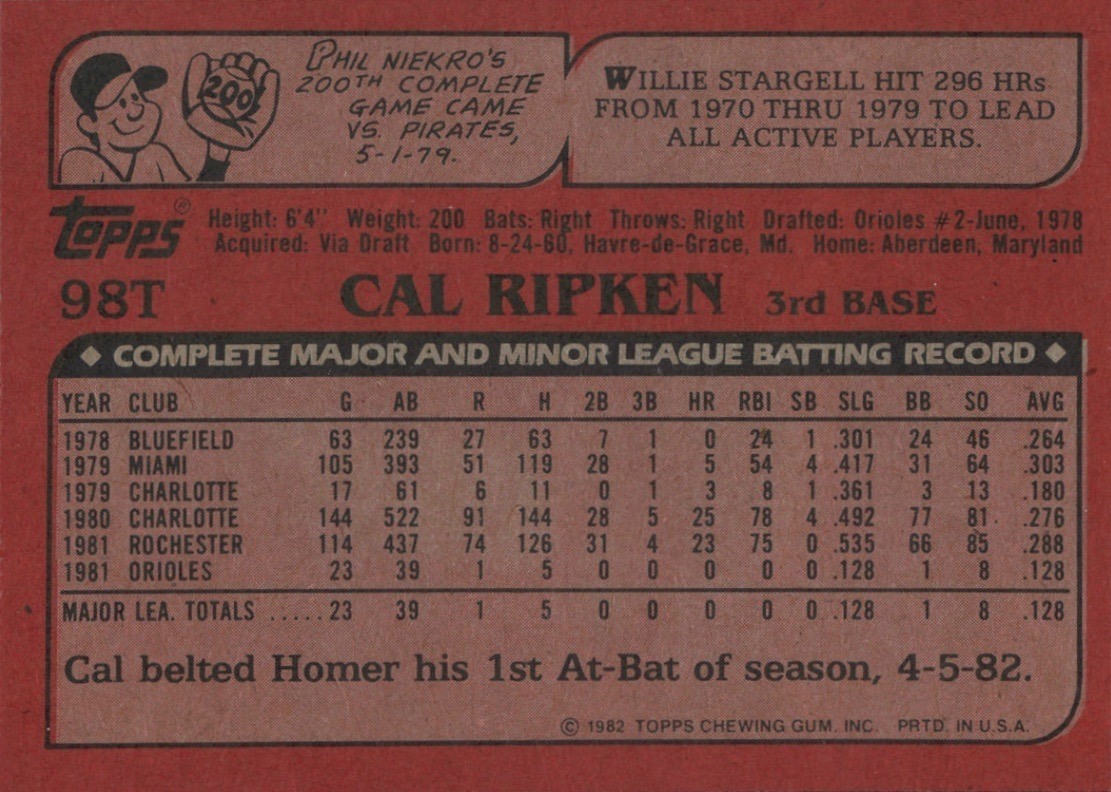 200
PHIL NIEKRO'S
200TH COMPLETE
GAME CAME
VS. PIRATES,
5-1-79.
WILLIE STARGELL HIT 296 HRs
FROM 1970 THRU 1979 TO LEAD
ALL ACTIVE PLAYERS.
TOPPS® Height: 6'4" Weight: 200 Bats: Right Throws: Right Drafted: Orioles #2-June, 1978
Acquired: Via Draft Born: 8-24-60, Havre-de-Grace, Md. Home: Aberdeen, Maryland
98T CAL RIPKEN 3rd BASE
◆ COMPLETE MAJOR AND MINOR LEAGUE BATTING RECORD ◆
YEAR CLUB G AB R H 2B 3B HR RBI SB SLG BB SO AVG
1978 BLUEFIELD 63 239 27 63 7 1 0 24 1 .301 24 46 .264
1979 MIAMI 105 393 51 119 28 1 5 54 4 .417 31 64 .303
1979 CHARLOTTE 17 61 6 11 0 1 3 8 1 .361 3 13 .180
1980 CHARLOTTE 144 522 91 144 28 5 25 78 4 .492 77 81 .276
1981 ROCHESTER 114 437 74 126 31 4 23 75 0 .535 66 85 .288
1981 ORIOLES 23 39 1 5 0 0 0 0 0 .128 1 8 .128
MAJOR LEA. TOTALS .....23 39 1 5 0 0 0 0 0 .128 1 8 .128
Cal belted Homer his 1st At-Bat of season, 4-5-82.
© 1982 TOPPS CHEWING GUM. INC. PRTD. IN U.S.A.